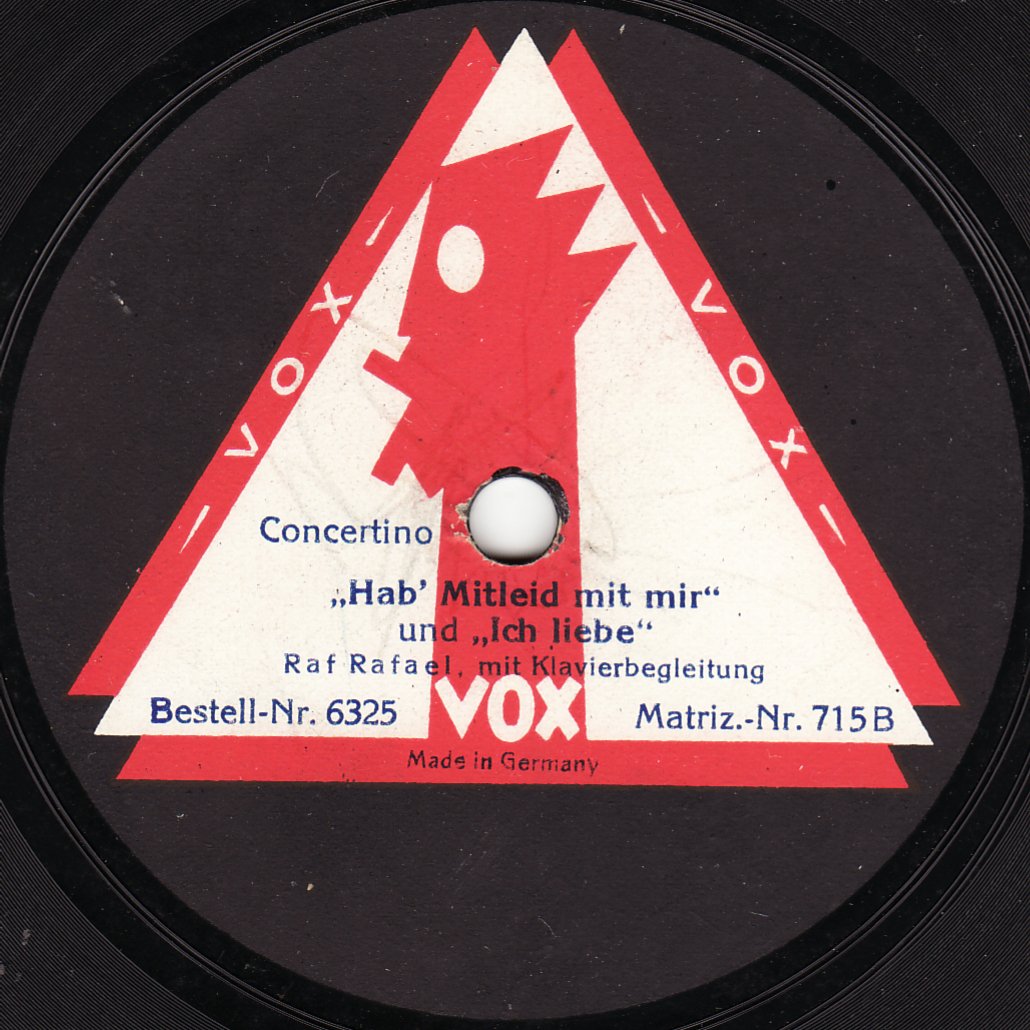 – VOX –
– VOX –
Concertino
„Hab’ Mitleid mit mir“
und „Ich liebe“
Raf Rafael, mit Klavierbegleitung
Bestell-Nr. 6325
VOX
Matriz.-Nr. 715 B
Made in Germany